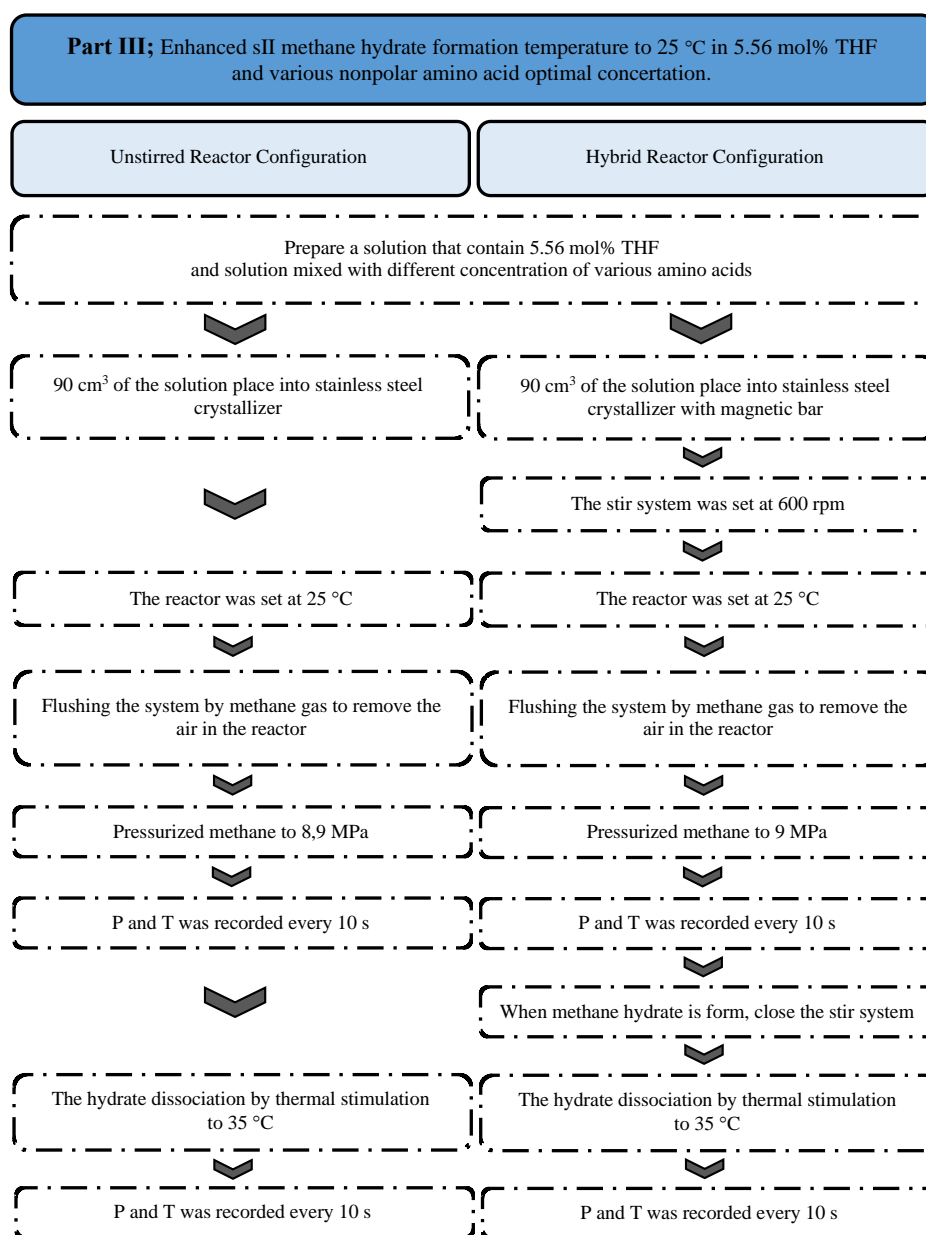 Part III; Enhanced sII methane hydrate formation temperature to 25 °C in 5.56 mol% THF
and various nonpolar amino acid optimal concertation.
Unstirred Reactor Configuration
Hybrid Reactor Configuration
Prepare a solution that contain 5.56 mol% THF
and solution mixed with different concentration of various amino acids
90 cm³ of the solution place into stainless steel
crystallizer
90 cm³ of the solution place into stainless steel
crystallizer with magnetic bar
The stir system was set at 600 rpm
The reactor was set at 25 °C
The reactor was set at 25 °C
Flushing the system by methane gas to remove the
air in the reactor
Flushing the system by methane gas to remove the
air in the reactor
Pressurized methane to 8,9 MPa
Pressurized methane to 9 MPa
P and T was recorded every 10 s
P and T was recorded every 10 s
When methane hydrate is form, close the stir system
The hydrate dissociation by thermal stimulation
to 35 °C
The hydrate dissociation by thermal stimulation
to 35 °C
P and T was recorded every 10 s
P and T was recorded every 10 s